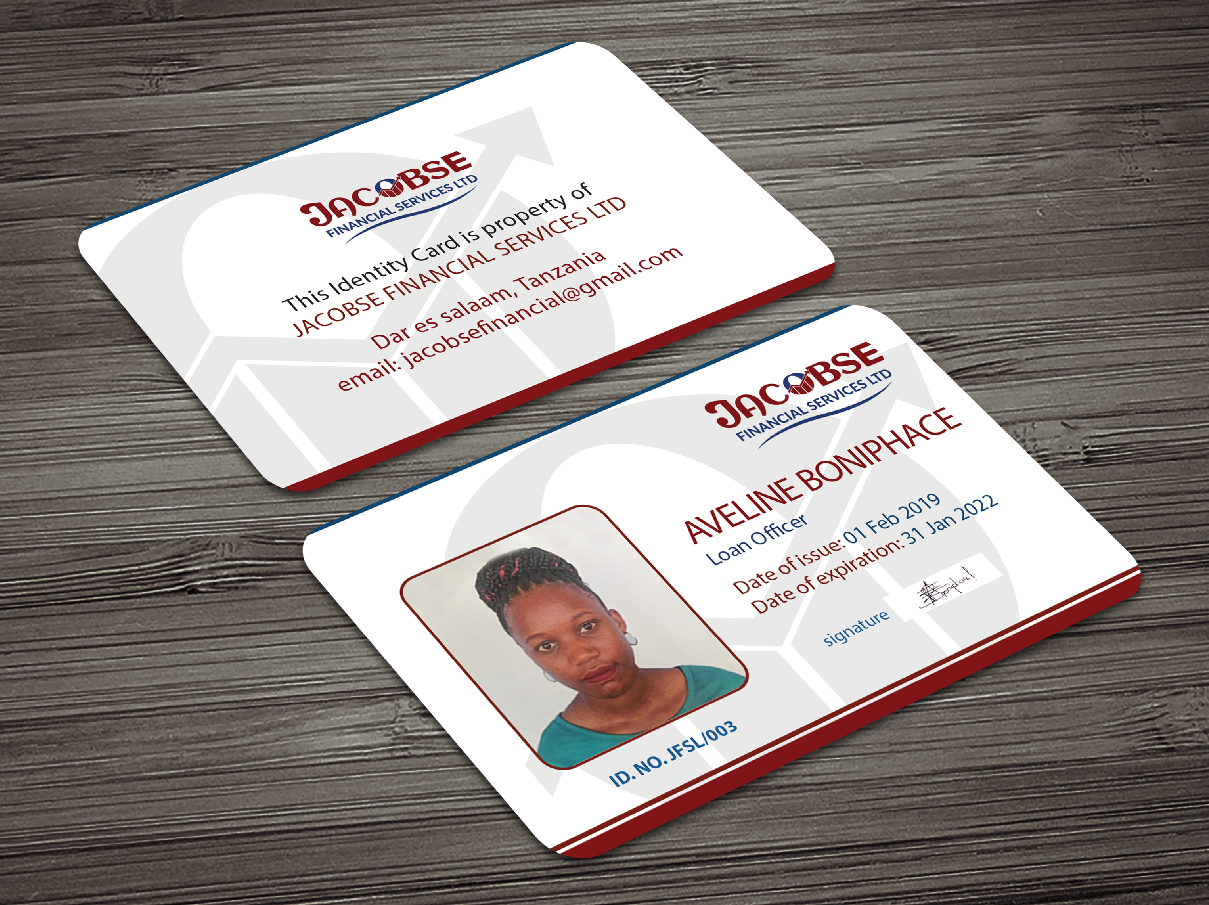 JACOBSE
FINANCIAL SERVICES LTD
This Identity Card is property of
JACOBSE FINANCIAL SERVICES LTD
Dar es salaam, Tanzania
email: jacobsefinancial@gmail.com
JACOBSE
FINANCIAL SERVICES LTD
AVELINE BONIPHACE
Loan Officer
Date of issue: 01 Feb 2019
Date of expiration: 31 Jan 2022
signature
ID. NO. JFSL/003